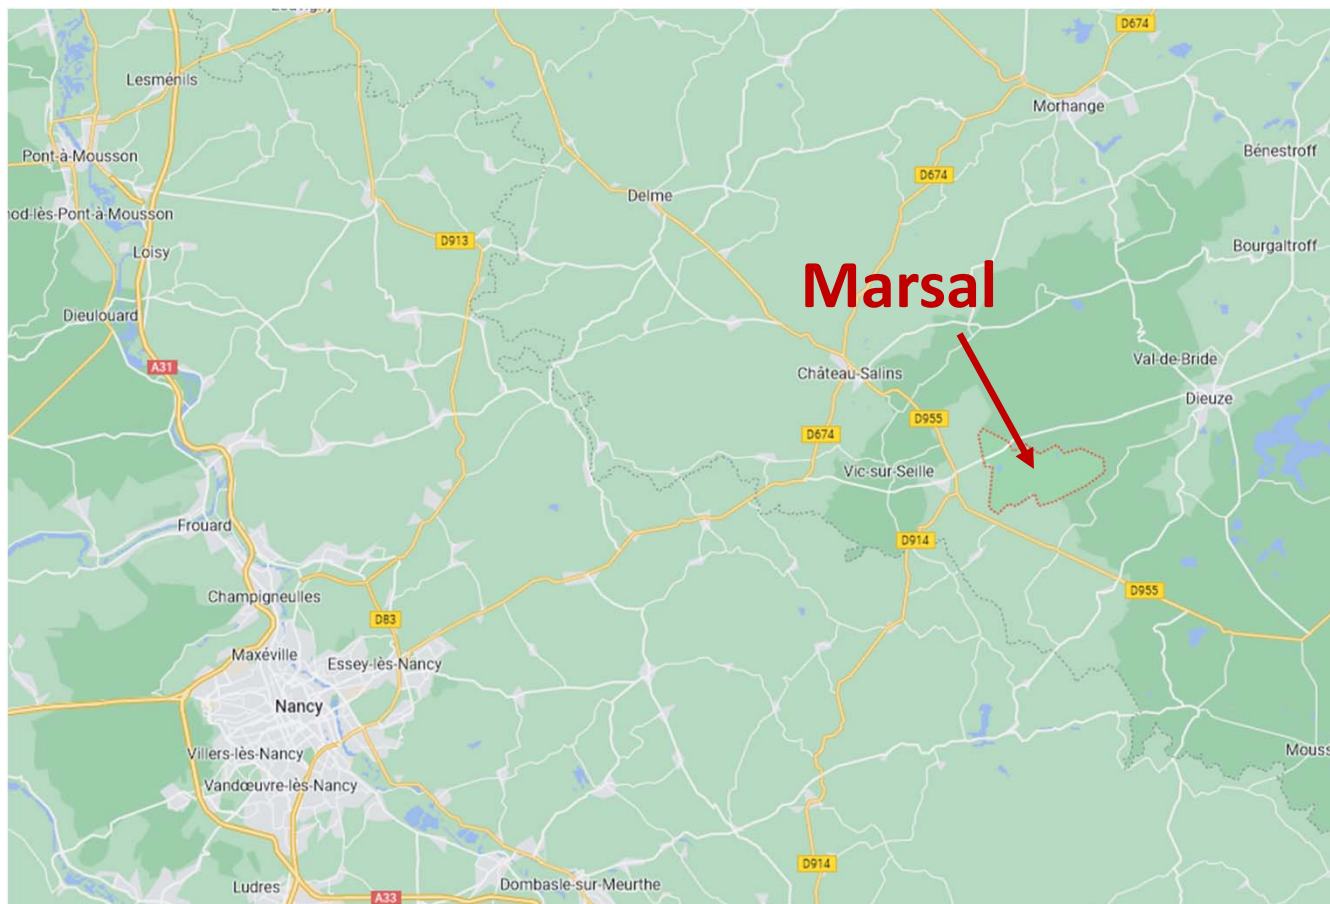 D674
Lesménils
Morhange
Bénestroff
Pont-à-Mousson
D674
Delme
nod-lès-Pont-à-Mousson
D913
Bourgaltroff
Loisy
Marsal
Dieulouard
Val-de-Bride
A31
Château-Salins
Dieuze
D955
D674
Vic-sur-Seille
Frouard
D914
Champigneulles
D955
D83
Maxéville
Essey-lès-Nancy
Nancy
Villers-lès-Nancy
Mouss
Vandœuvre-lès-Nancy
D914
Ludres
Dombasle-sur-Meurthe
A33